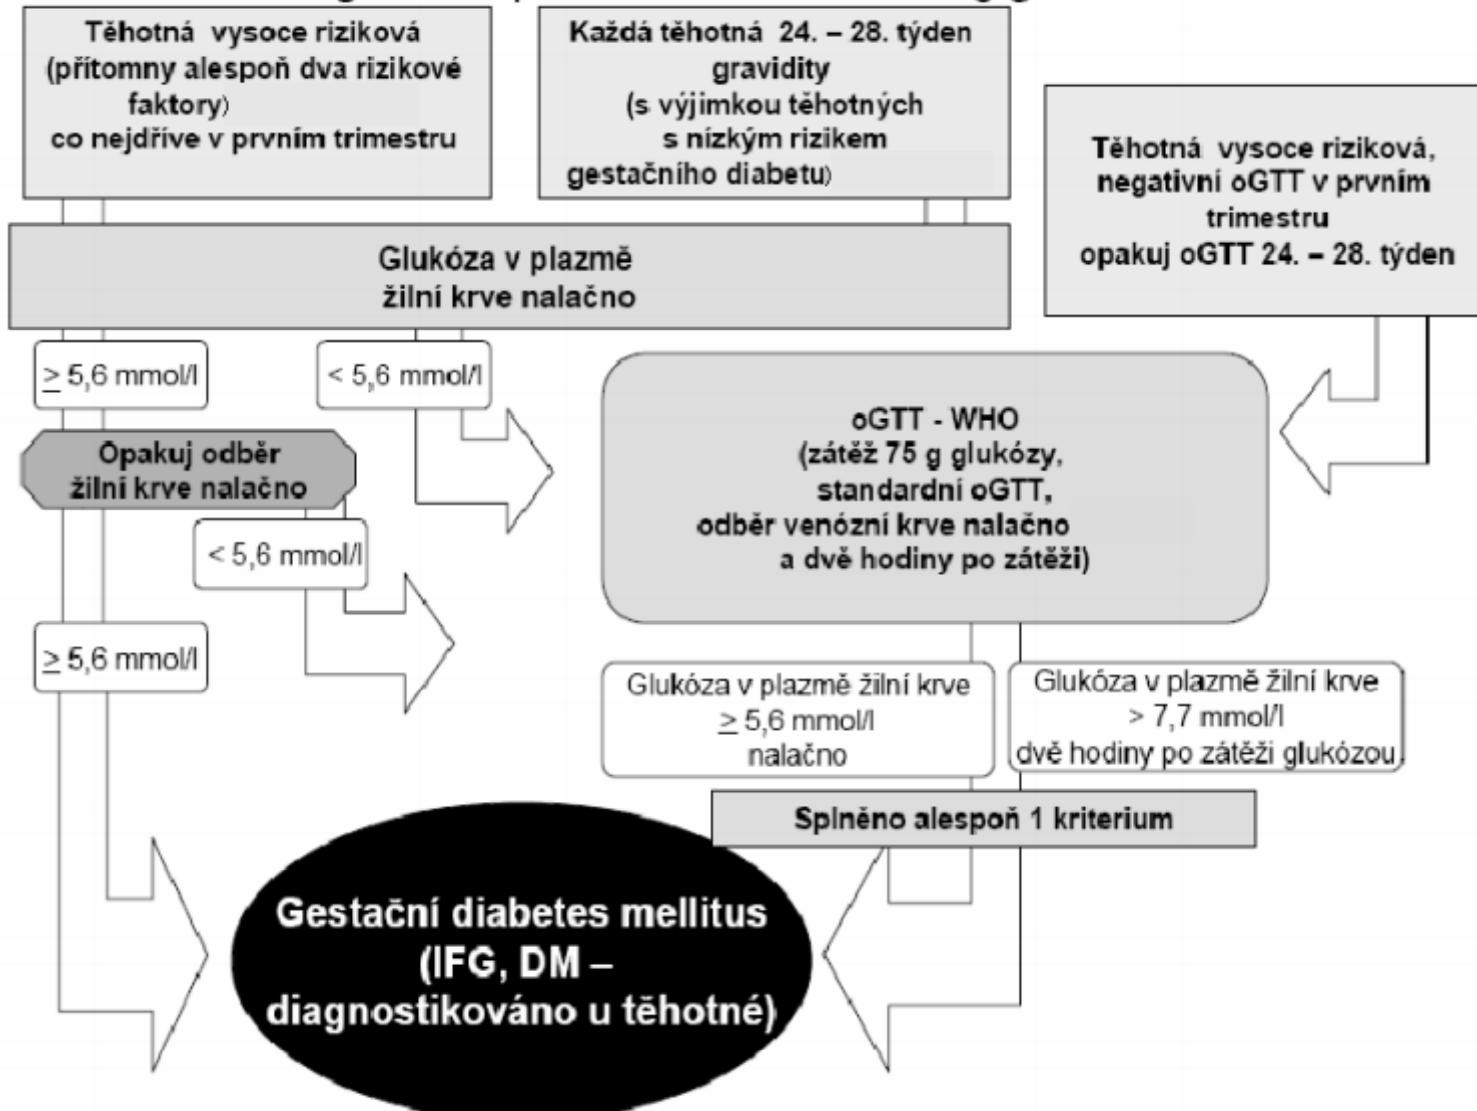 Těhotná vysoce riziková
(přítomny alespoň dva rizikové
faktory)
co nejdříve v prvním trimestru
Každá těhotná 24. – 28. týden
gravidity
(s výjimkou těhotných
s nízkým rizikem
gestačního diabetu)
Těhotná vysoce riziková,
negativní oGTT v prvním
trimestru
opakuj oGTT 24. – 28. týden
Glukóza v plazmě
žilní krve nalačno
≥ 5,6 mmol/l
< 5,6 mmol/l
Opakuj odběr
žilní krve nalačno
< 5,6 mmol/l
≥ 5,6 mmol/l
oGTT - WHO
(zátěž 75 g glukózy,
standardní oGTT,
odběr venózní krve nalačno
a dvě hodiny po zátěži)
Glukóza v plazmě žilní krve
≥ 5,6 mmol/l
nalačno
Glukóza v plazmě žilní krve
> 7,7 mmol/l
dvě hodiny po zátěži glukózou
Splněno alespoň 1 kriterium
Gestační diabetes mellitus
(IFG, DM –
diagnostikováno u těhotné)